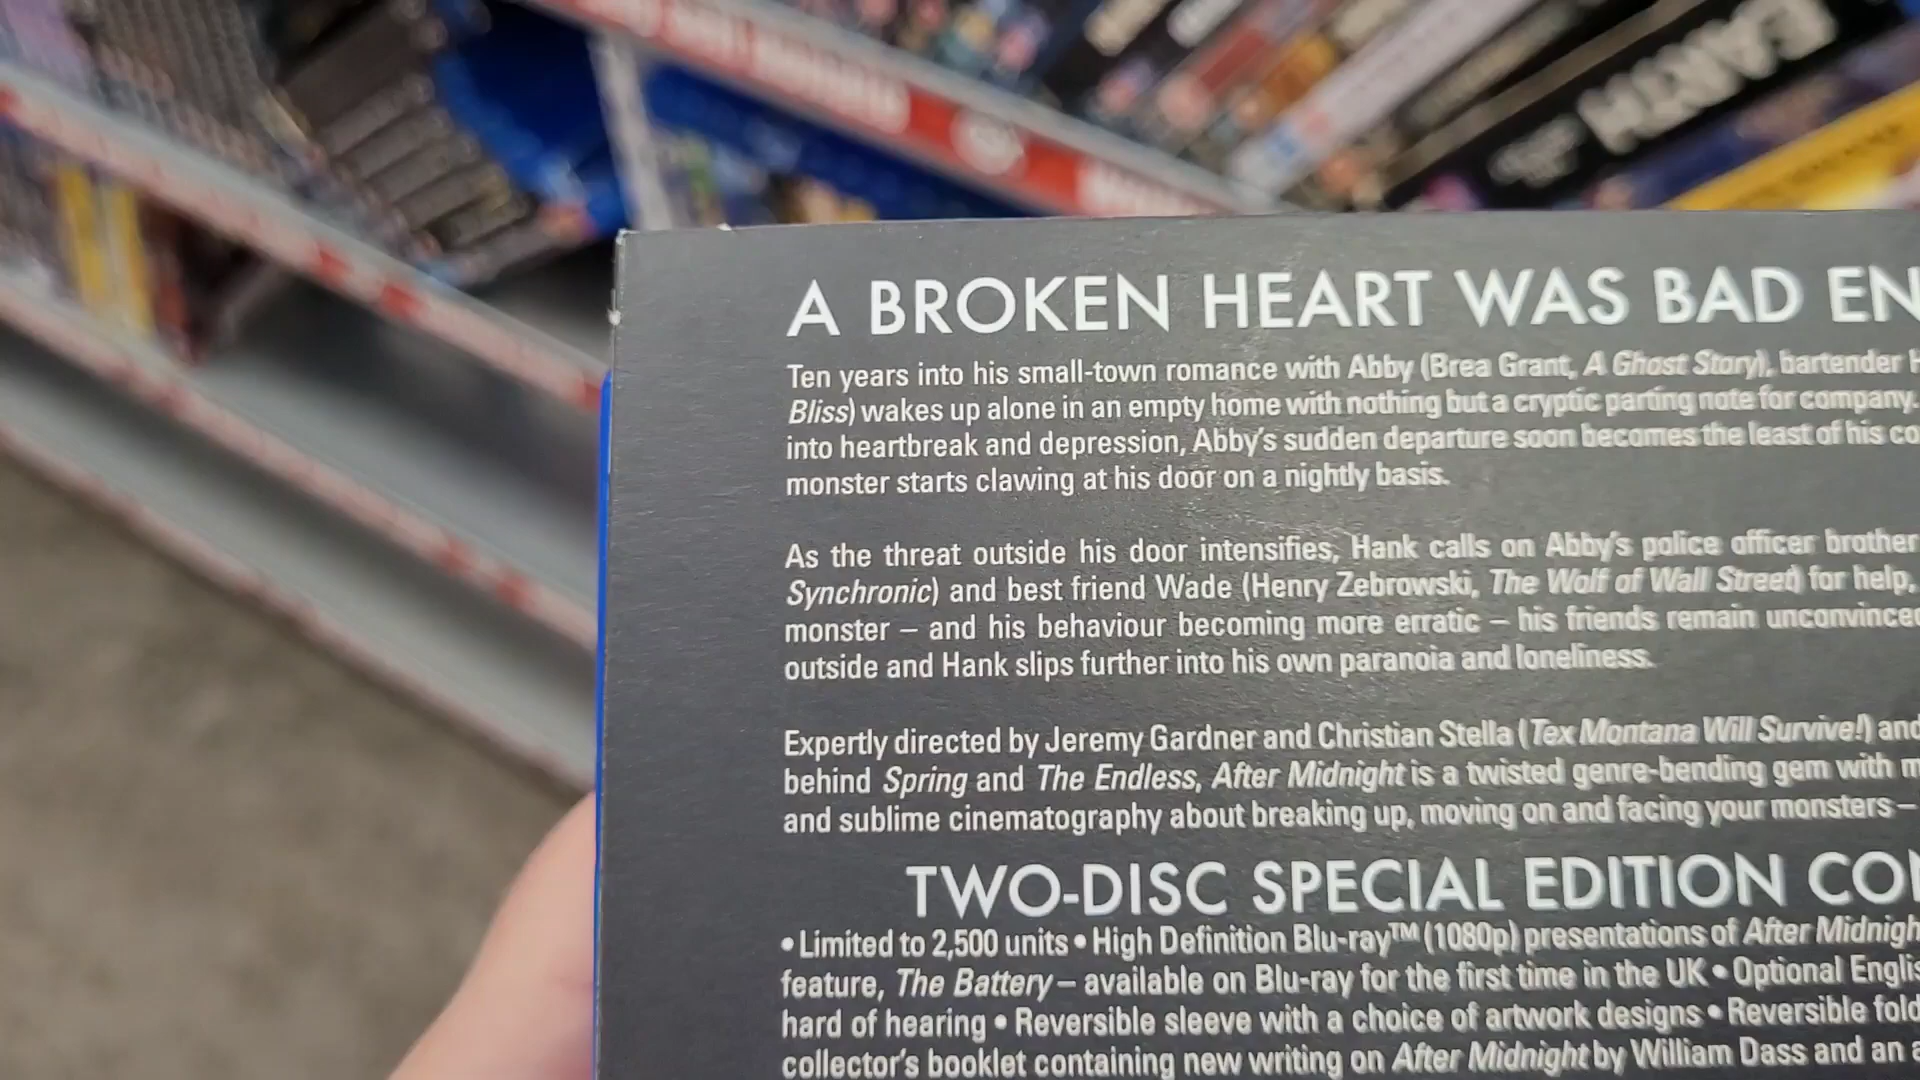 EARTH
A BROKEN HEART WAS BAD EN
Ten years into his small-town romance with Abby (Brea Grant, A Ghost Story), bartender H
Bliss) wakes up alone in an empty home with nothing but a cryptic parting note for company.
into heartbreak and depression, Abby's sudden departure soon becomes the least of his co
monster starts clawing at his door on a nightly basis.
As the threat outside his door intensifies, Hank calls on Abby's police officer brother
Synchronic) and best friend Wade (Henry Zebrowski, The Wolf of Wall Street) for help,
monster – and his behaviour becoming more erratic – his friends remain unconvinced
outside and Hank slips further into his own paranoia and loneliness.
Expertly directed by Jeremy Gardner and Christian Stella (Tex Montana Will Survive!) and
behind Spring and The Endless, After Midnight is a twisted genre-bending gem with m
and sublime cinematography about breaking up, moving on and facing your monsters –
TWO-DISC SPECIAL EDITION CON
• Limited to 2,500 units • High Definition Blu-ray™ (1080p) presentations of After Midnigh
feature, The Battery – available on Blu-ray for the first time in the UK • Optional Englis
hard of hearing • Reversible sleeve with a choice of artwork designs • Reversible fold
collector's booklet containing new writing on After Midnight by William Dass and an a